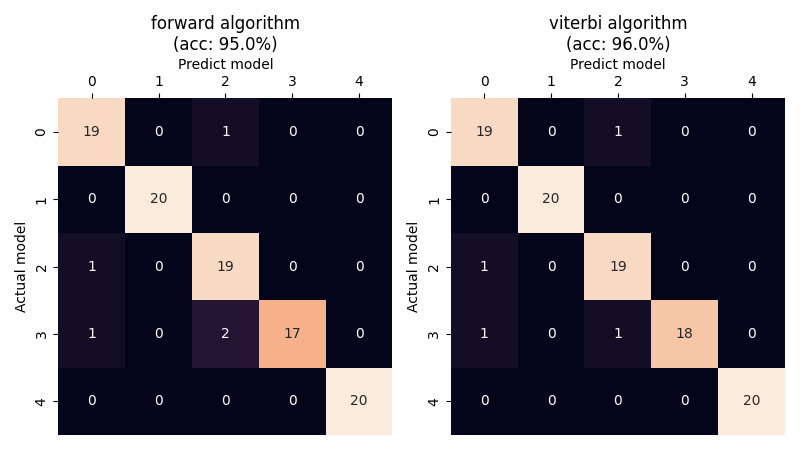 forward algorithm
(acc: 95.0%)
Predict model
0 1 2 3 4
Actual model
0 19 0 1 0 0
1 0 20 0 0 0
2 1 0 19 0 0
3 1 0 2 17 0
4 0 0 0 0 20
viterbi algorithm
(acc: 96.0%)
Predict model
0 1 2 3 4
Actual model
0 19 0 1 0 0
1 0 20 0 0 0
2 1 0 19 0 0
3 1 0 1 18 0
4 0 0 0 0 20